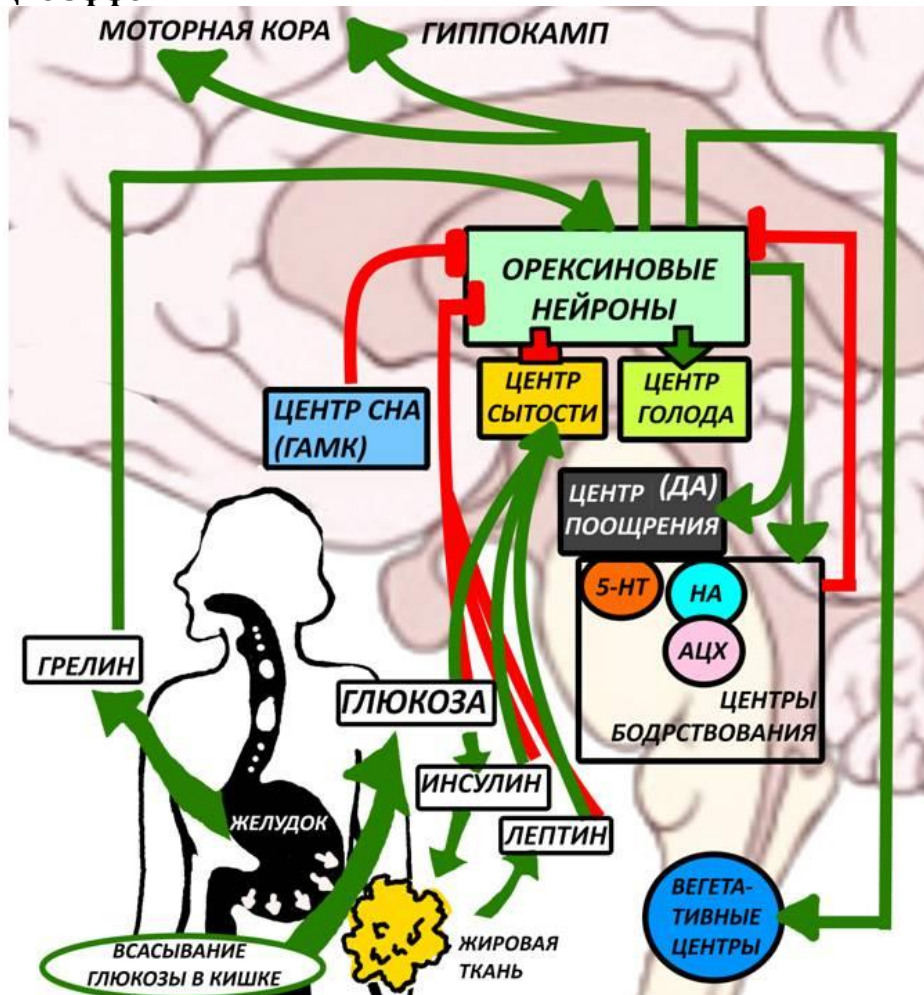 МОТОРНАЯ КОРА
ГИППОКАМП
ОРЕКСИНОВЫЕ
НЕЙРОНЫ
ЦЕНТР СНА
(ГАМК)
ЦЕНТР
СЫТОСТИ
ЦЕНТР
ГОЛОДА
ЦЕНТР (ДА)
ПООЩРЕНИЯ
5-НТ
НА
АЦХ
ЦЕНТРЫ
БОДРСТВОВАНИЯ
ГРЕЛИН
ГЛЮКОЗА
ИНСУЛИН
ЛЕПТИН
ЖЕЛУДОК
ВСАСЫВАНИЕ
ГЛЮКОЗЫ В КИШКЕ
ЖИРОВАЯ
ТКАНЬ
ВЕГЕТА-
ТИВНЫЕ
ЦЕНТРЫ